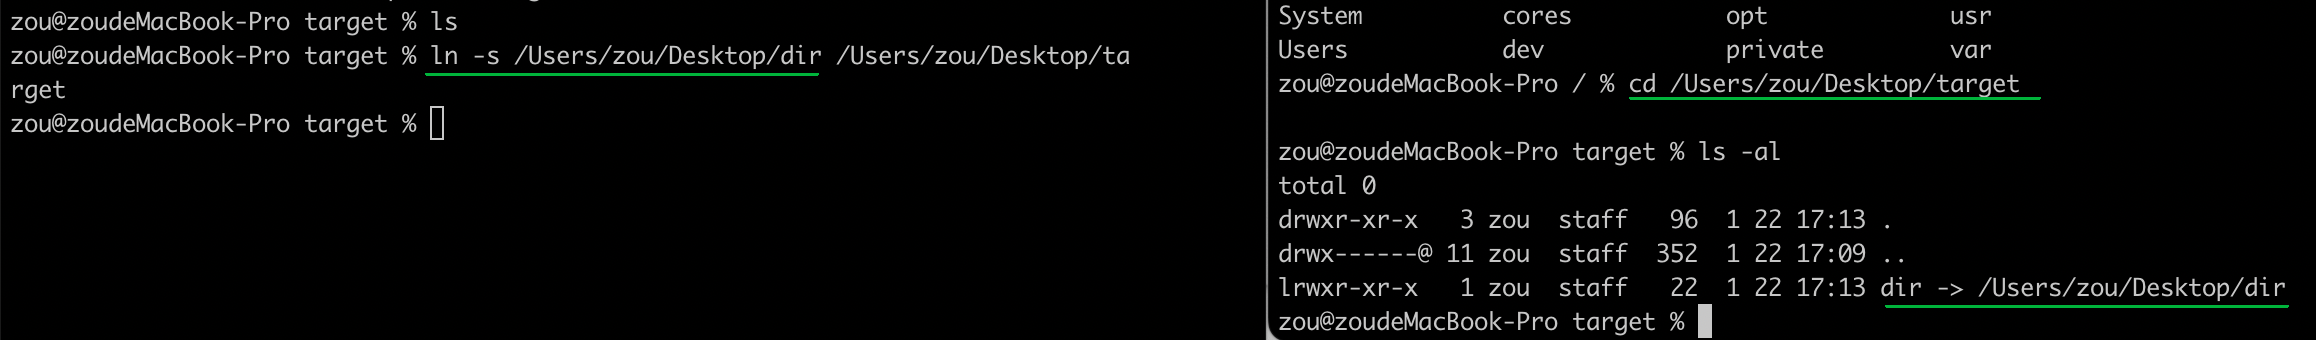 zou@zoudeMacBook-Pro target % ls
zou@zoudeMacBook-Pro target % ln -s /Users/zou/Desktop/dir /Users/zou/Desktop/ta
rget
zou@zoudeMacBook-Pro target %
System cores opt usr
Users dev private var
zou@zoudeMacBook-Pro / % cd /Users/zou/Desktop/target
zou@zoudeMacBook-Pro target % ls -al
total 0
drwxr-xr-x 3 zou staff 96 1 22 17:13 .
drwx------@ 11 zou staff 352 1 22 17:09 ..
lrwxr-xr-x 1 zou staff 22 1 22 17:13 dir -> /Users/zou/Desktop/dir
zou@zoudeMacBook-Pro target %